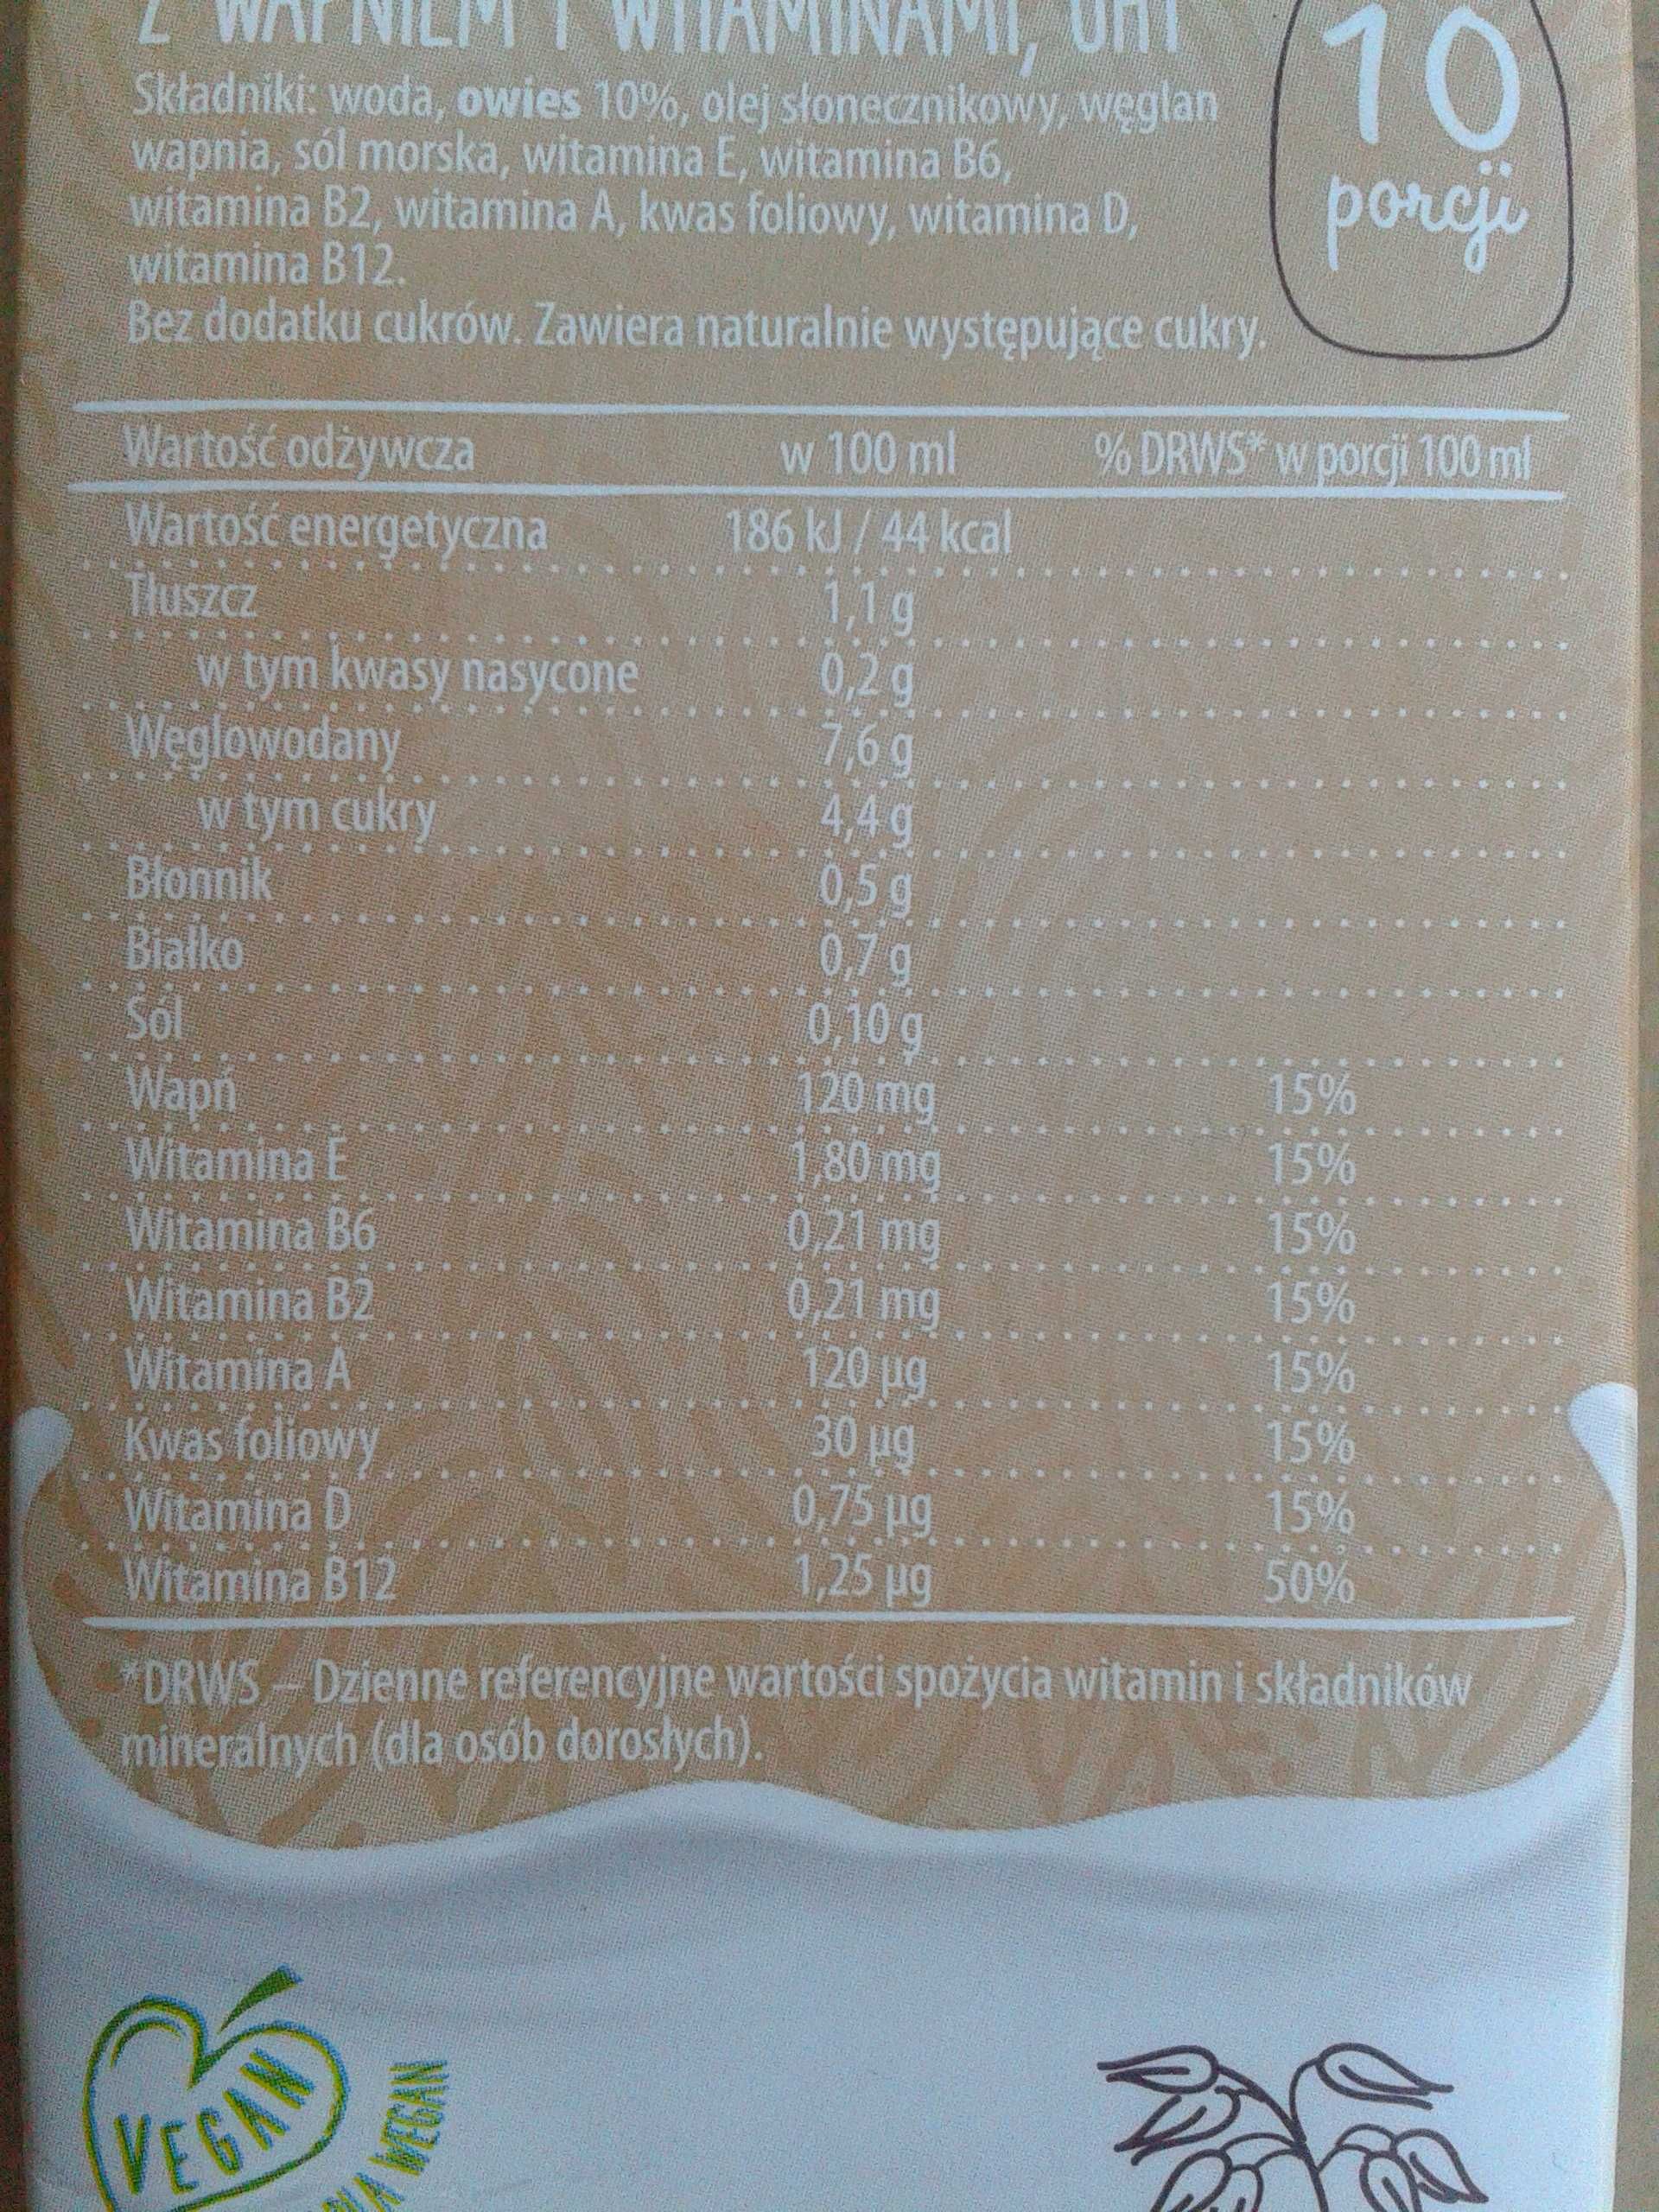 Z WAPNIEM I WITAMINAMI, UHT
10
porcji
Składniki: woda, owies 10%, olej słonecznikowy, węglan
wapnia, sól morska, witamina E, witamina B6,
witamina B2, witamina A, kwas foliowy, witamina D,
witamina B12.
Bez dodatku cukrów. Zawiera naturalnie występujące cukry.
Wartość odżywcza w 100 ml % DRWS* w porcji 100 ml
Wartość energetyczna 186 kJ / 44 kcal
Tłuszcz 1,1 g
w tym kwasy nasycone 0,2 g
Węglowodany 7,6 g
w tym cukry 4,4 g
Błonnik 0,5 g
Białko 0,7 g
Sól 0,10 g
Wapń 120 mg 15%
Witamina E 1,80 mg 15%
Witamina B6 0,21 mg 15%
Witamina B2 0,21 mg 15%
Witamina A 120 µg 15%
Kwas foliowy 30 µg 15%
Witamina D 0,75 µg 15%
Witamina B12 1,25 µg 50%
*DRWS – Dzienne referencyjne wartości spożycia witamin i składników
mineralnych (dla osób dorosłych).
VEGAN
DLA WEGAN